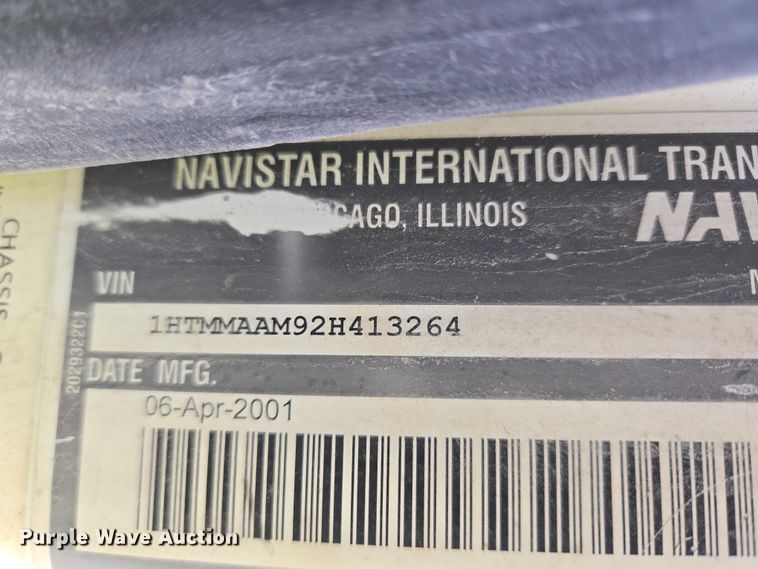 NAVISTAR INTERNATIONAL TRAN
CAGO, ILLINOIS
NAV
VIN
1HTMMAAM92H413264
DATE MFG.
06-Apr-2001
2029322C1
CHASSIS
Purple Wave Auction